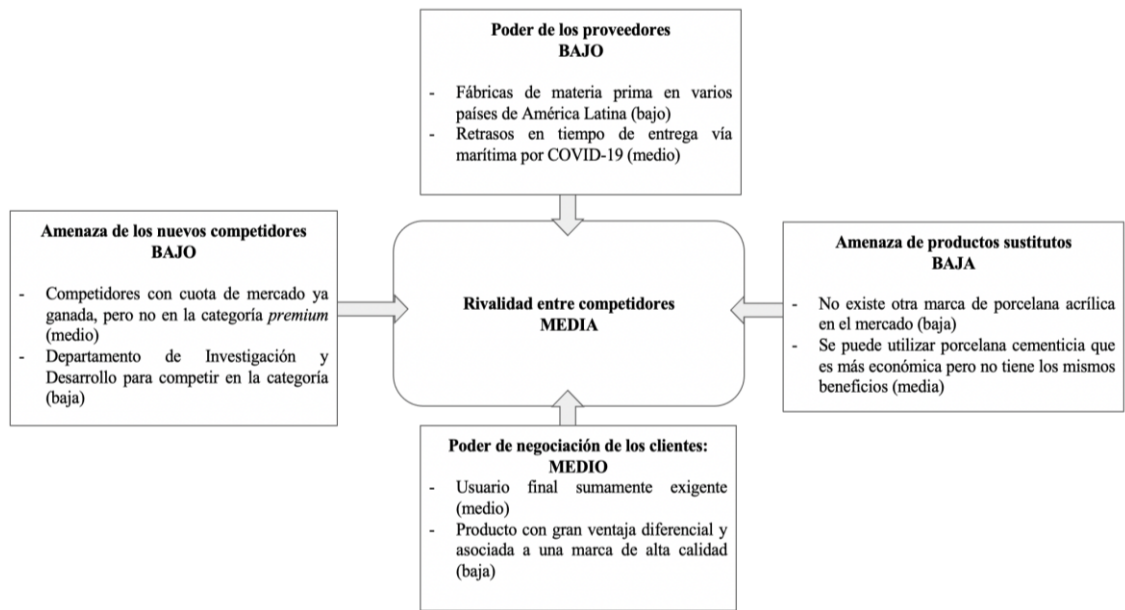 Poder de los proveedores
BAJO
- Fábricas de materia prima en varios
países de América Latina (bajo)
- Retrasos en tiempo de entrega vía
marítima por COVID-19 (medio)
Amenaza de los nuevos competidores
BAJO
- Competidores con cuota de mercado ya
ganada, pero no en la categoría premium
(medio)
- Departamento de Investigación y
Desarrollo para competir en la categoría
(baja)
Rivalidad entre competidores
MEDIA
Amenaza de productos sustitutos
BAJA
- No existe otra marca de porcelana acrílica
en el mercado (baja)
- Se puede utilizar porcelana cementicia que
es más económica pero no tiene los mismos
beneficios (media)
Poder de negociación de los clientes:
MEDIO
- Usuario final sumamente exigente
(medio)
- Producto con gran ventaja diferencial y
asociada a una marca de alta calidad
(baja)